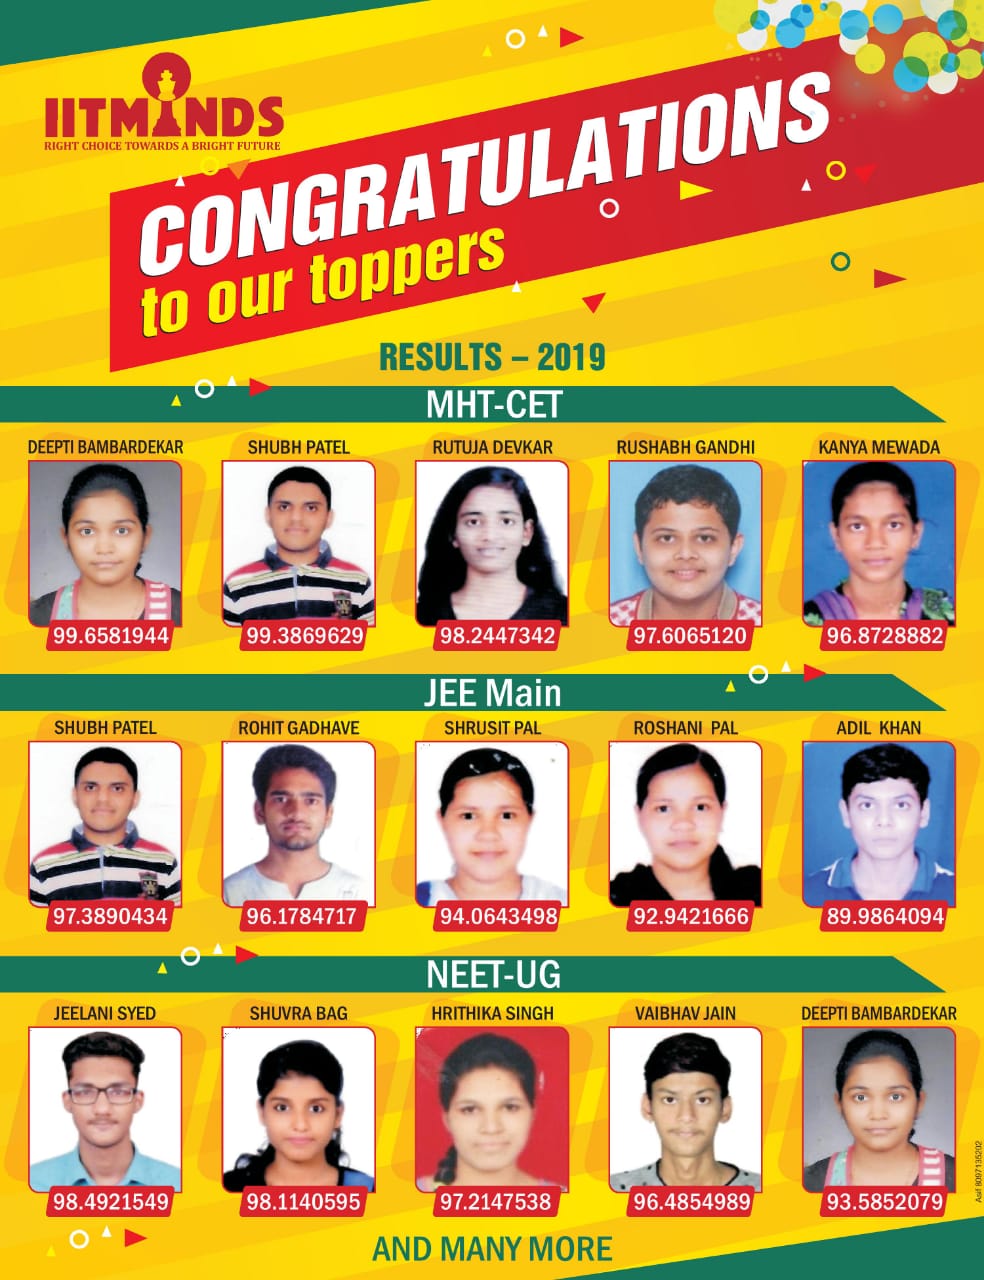 IITMINDS
RIGHT CHOICE TOWARDS A BRIGHT FUTURE
CONGRATULATIONS
to our toppers
RESULTS – 2019
MHT-CET
DEEPTI BAMBARDEKAR SHUBH PATEL RUTUJA DEVKAR RUSHABH GANDHI KANYA MEWADA
99.6581944 99.3869629 98.2447342 97.6065120 96.8728882
JEE Main
SHUBH PATEL ROHIT GADHAVE SHRUSIT PAL ROSHANI PAL ADIL KHAN
97.3890434 96.1784717 94.0643498 92.9421666 89.9864094
NEET-UG
JEELANI SYED SHUVRA BAG HRITHIKA SINGH VAIBHAV JAIN DEEPTI BAMBARDEKAR
98.4921549 98.1140595 97.2147538 96.4854989 93.5852079
AND MANY MORE
Asif 8097135202